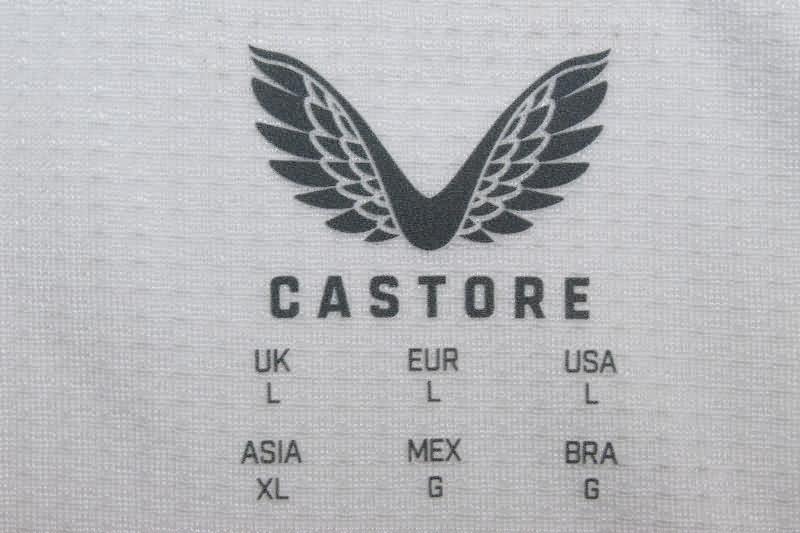 CASTORE
UK EUR USA
L L L
ASIA MEX BRA
XL G G